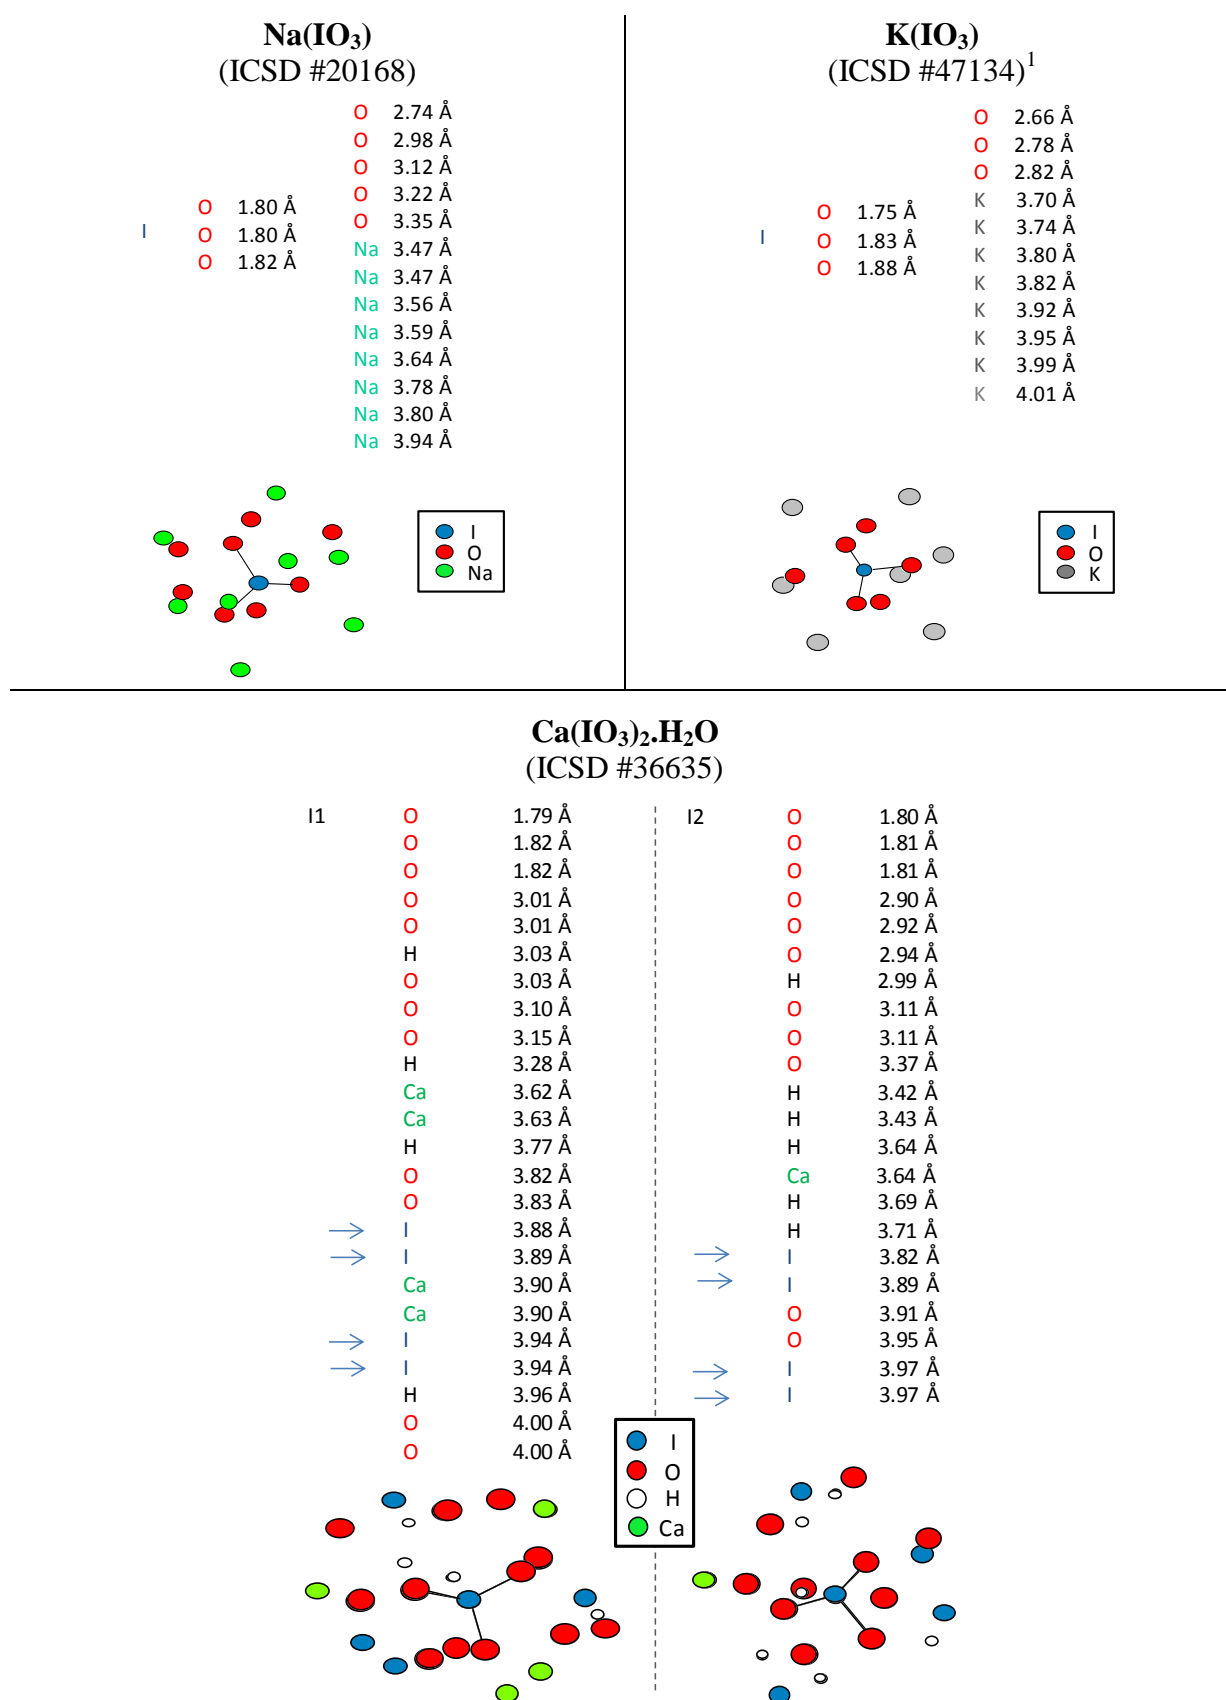 Na(IO3)
(ICSD #20168)
O 2.74 Å
O 2.98 Å
O 3.12 Å
O 3.22 Å
O 3.35 Å
Na 3.47 Å
Na 3.47 Å
Na 3.56 Å
Na 3.59 Å
Na 3.64 Å
Na 3.78 Å
Na 3.80 Å
Na 3.94 Å
I
O 1.80 Å
O 1.80 Å
O 1.82 Å
I
O
Na
K(IO3)
(ICSD #47134)1
O 2.66 Å
O 2.78 Å
O 2.82 Å
K 3.70 Å
K 3.74 Å
K 3.80 Å
K 3.82 Å
K 3.92 Å
K 3.95 Å
K 3.99 Å
K 4.01 Å
I
O 1.75 Å
O 1.83 Å
O 1.88 Å
I
O
K
Ca(IO3)2.H2O
(ICSD #36635)
I1 O 1.79 Å
O 1.82 Å
O 1.82 Å
O 3.01 Å
O 3.01 Å
H 3.03 Å
O 3.03 Å
O 3.10 Å
O 3.15 Å
H 3.28 Å
Ca 3.62 Å
Ca 3.63 Å
H 3.77 Å
O 3.82 Å
O 3.83 Å
I 3.88 Å
I 3.89 Å
Ca 3.90 Å
Ca 3.90 Å
I 3.94 Å
I 3.94 Å
H 3.96 Å
O 4.00 Å
O 4.00 Å
I2 O 1.80 Å
O 1.81 Å
O 1.81 Å
O 2.90 Å
O 2.92 Å
O 2.94 Å
H 2.99 Å
O 3.11 Å
O 3.11 Å
O 3.37 Å
H 3.42 Å
H 3.43 Å
H 3.64 Å
Ca 3.64 Å
H 3.69 Å
H 3.71 Å
I 3.82 Å
I 3.89 Å
O 3.91 Å
O 3.95 Å
I 3.97 Å
I 3.97 Å
I
O
H
Ca